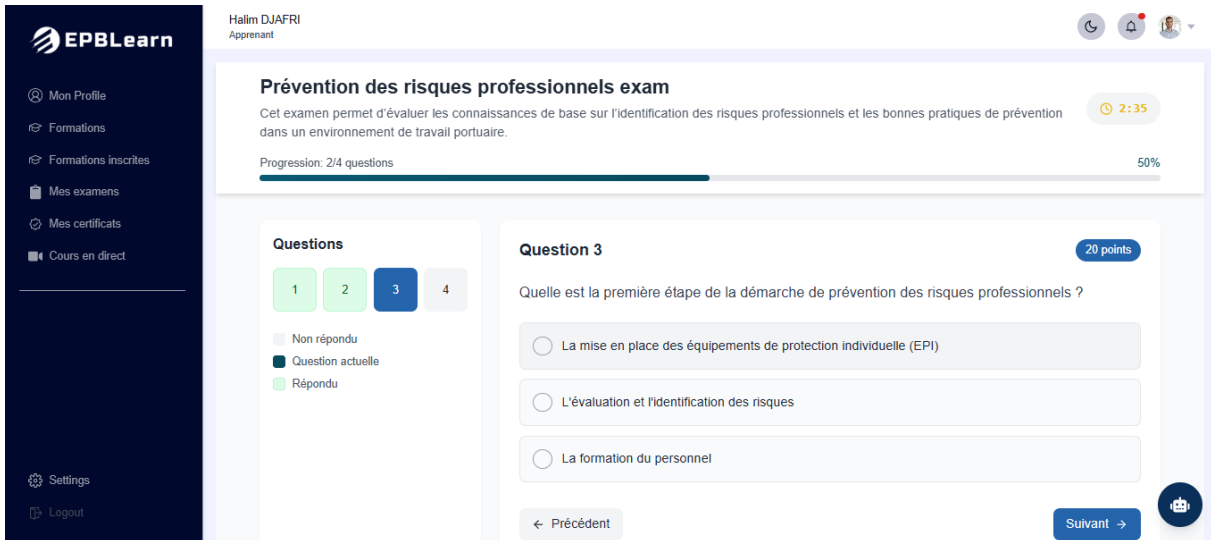 EPBLearn
Mon Profile
Formations
Formations inscrites
Mes examens
Mes certificats
Cours en direct
Settings
Logout
Halim DJAFRI
Apprenant
Prévention des risques professionnels exam
Cet examen permet d'évaluer les connaissances de base sur l'identification des risques professionnels et les bonnes pratiques de prévention
dans un environnement de travail portuaire.
2:35
Progression: 2/4 questions
50%
Questions
1 2 3 4
Non répondu
Question actuelle
Répondu
Question 3
20 points
Quelle est la première étape de la démarche de prévention des risques professionnels ?
La mise en place des équipements de protection individuelle (EPI)
L'évaluation et l'identification des risques
La formation du personnel
← Précédent
Suivant →